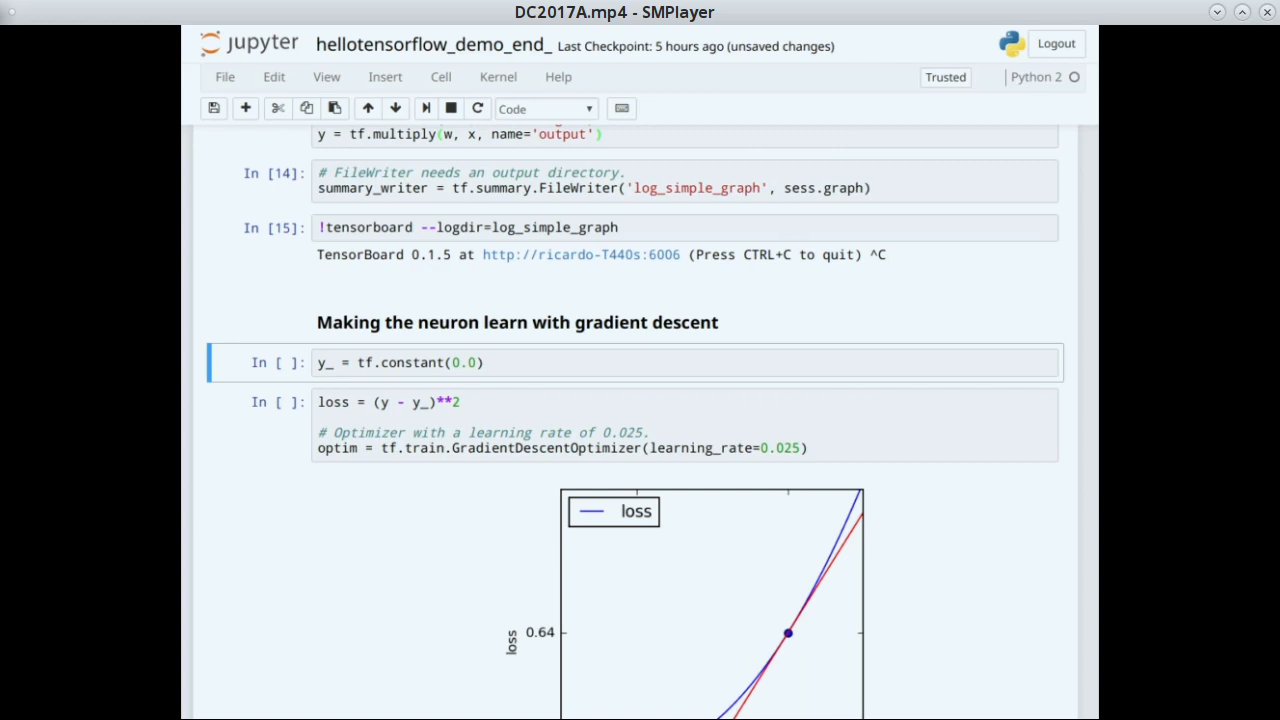 DC2017A.mp4 - SMPlayer
jupyter hellotensorflow_demo_end_ Last Checkpoint: 5 hours ago (unsaved changes) Logout
File Edit View Insert Cell Kernel Help Trusted Python 2
Code
y = tf.multiply(w, x, name='output')
In [14]: # FileWriter needs an output directory.
summary_writer = tf.summary.FileWriter('log_simple_graph', sess.graph)
In [15]: !tensorboard --logdir=log_simple_graph
TensorBoard 0.1.5 at http://ricardo-T440s:6006 (Press CTRL+C to quit) ^C
Making the neuron learn with gradient descent
In [ ]: y_ = tf.constant(0.0)
In [ ]: loss = (y - y_)**2
# Optimizer with a learning rate of 0.025.
optim = tf.train.GradientDescentOptimizer(learning_rate=0.025)
loss
0.64
loss